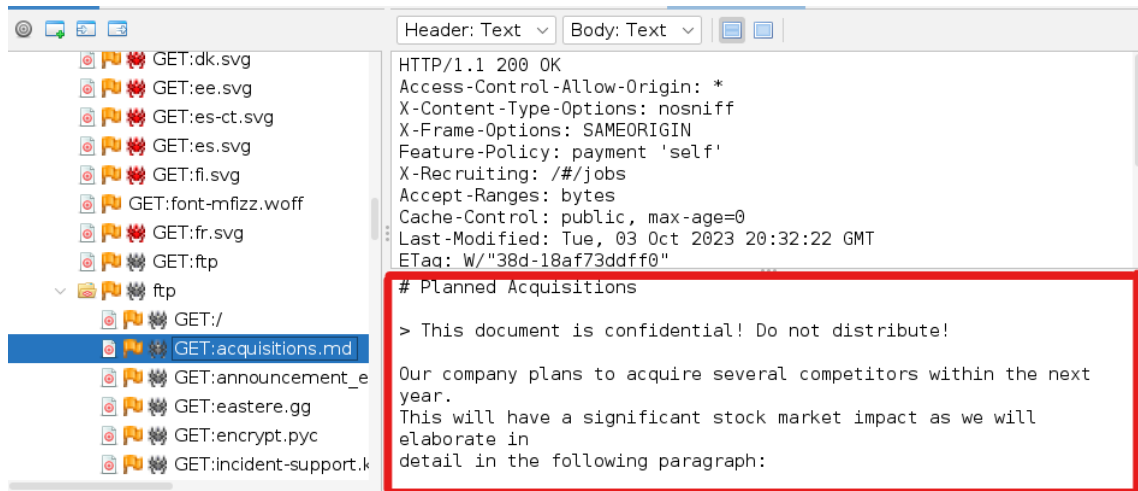 Header: Text
Body: Text
GET:dk.svg
GET:ee.svg
GET:es-ct.svg
GET:es.svg
GET:fi.svg
GET:font-mfizz.woff
GET:fr.svg
GET:ftp
ftp
GET:/
GET:acquisitions.md
GET:announcement_e
GET:eastere.gg
GET:encrypt.pyc
GET:incident-support.k
HTTP/1.1 200 OK
Access-Control-Allow-Origin: *
X-Content-Type-Options: nosniff
X-Frame-Options: SAMEORIGIN
Feature-Policy: payment 'self'
X-Recruiting: /#/jobs
Accept-Ranges: bytes
Cache-Control: public, max-age=0
Last-Modified: Tue, 03 Oct 2023 20:32:22 GMT
ETag: W/"38d-18af73ddff0"
# Planned Acquisitions
> This document is confidential! Do not distribute!
Our company plans to acquire several competitors within the next
year.
This will have a significant stock market impact as we will
elaborate in
detail in the following paragraph: